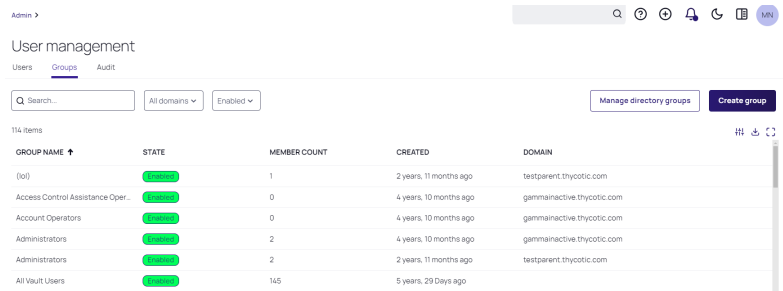 Admin >
MN
User management
Users Groups Audit
Search... All domains Enabled Manage directory groups Create group
114 items
GROUP NAME STATE MEMBER COUNT CREATED DOMAIN
(lol) Enabled 1 2 years, 11 months ago testparent.thycotic.com
Access Control Assistance Oper... Enabled 0 4 years, 10 months ago gammainactive.thycotic.com
Account Operators Enabled 0 4 years, 10 months ago gammainactive.thycotic.com
Administrators Enabled 2 4 years, 10 months ago gammainactive.thycotic.com
Administrators Enabled 2 2 years, 11 months ago testparent.thycotic.com
All Vault Users Enabled 145 5 years, 29 Days ago